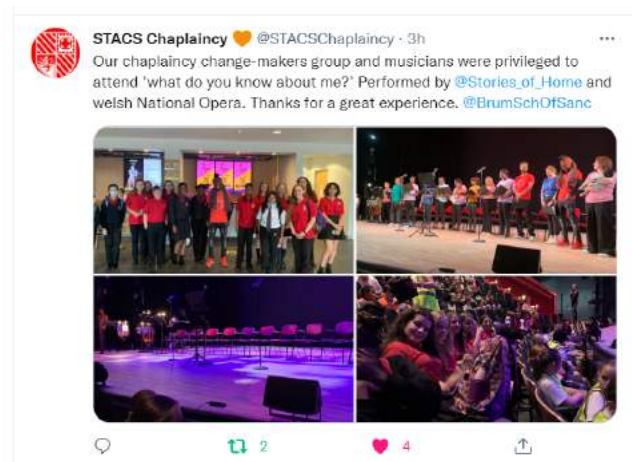 STACS Chaplaincy 🧡 @STACSChaplaincy · 3h
Our chaplaincy change-makers group and musicians were privileged to
attend 'what do you know about me?' Performed by @Stories_of_Home and
welsh National Opera. Thanks for a great experience. @BrumSchOfSanc
2
4